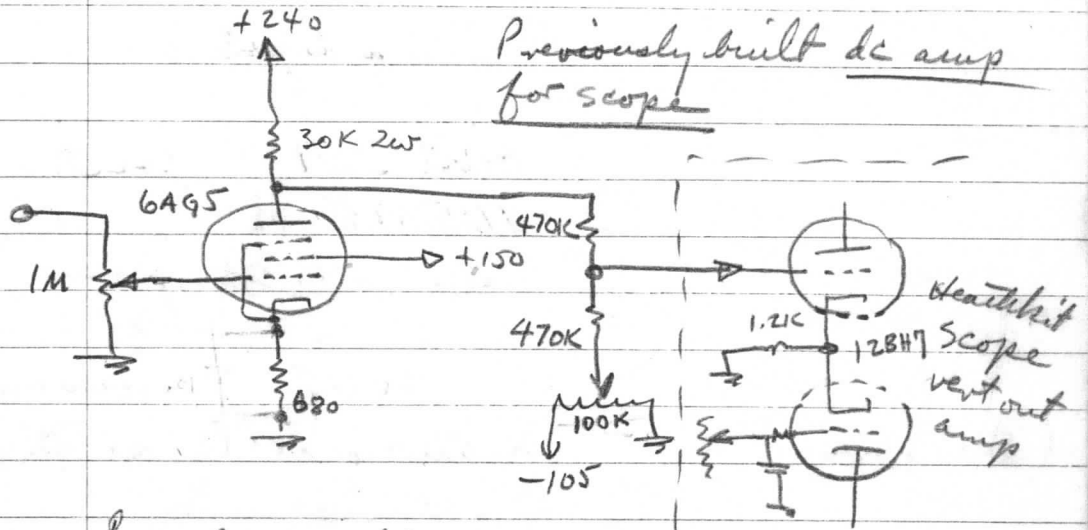 +240
Previously built dc amp
for scope
30K 2w
6AG5
470K
+150
1M
Heathkit
1.2K
12BH7 Scope
470K
vert out
680
100K
amp
-105